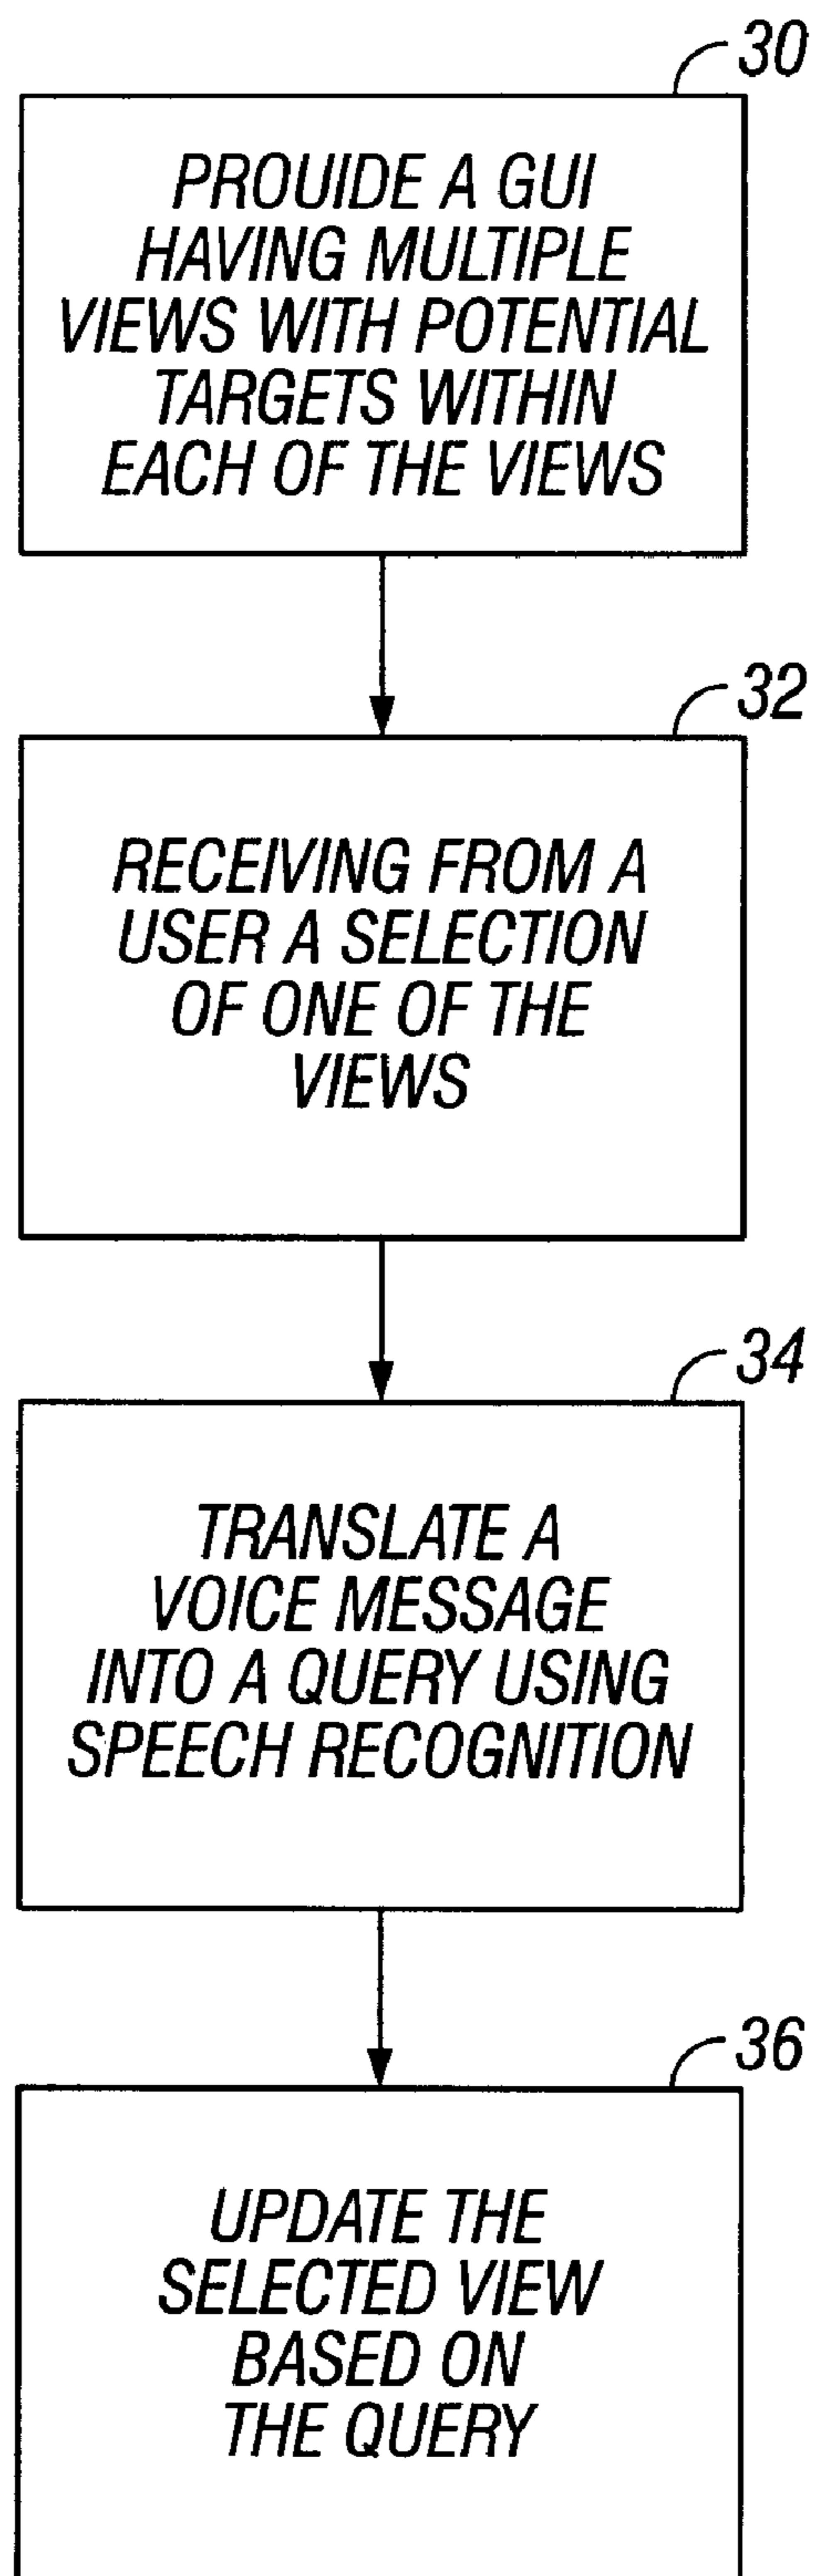 30
PROUIDE A GUI
HAVING MULTIPLE
VIEWS WITH POTENTIAL
TARGETS WITHIN
EACH OF THE VIEWS
32
RECEIVING FROM A
USER A SELECTION
OF ONE OF THE
VIEWS
34
TRANSLATE A
VOICE MESSAGE
INTO A QUERY USING
SPEECH RECOGNITION
36
UPDATE THE
SELECTED VIEW
BASED ON
THE QUERY